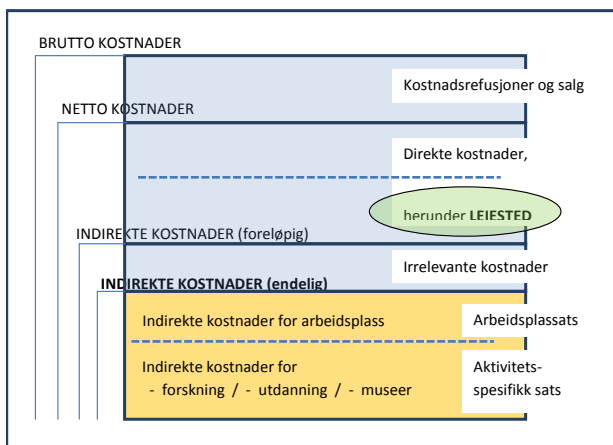 BRUTTO KOSTNADER
Kostnadsrefusjoner og salg
NETTO KOSTNADER
Direkte kostnader,
herunder LEIESTED
INDIREKTE KOSTNADER (foreløpig)
Irrelevante kostnader
INDIREKTE KOSTNADER (endelig)
Indirekte kostnader for arbeidsplass
Arbeidsplassats
Indirekte kostnader for
- forskning / - utdanning / - museer
Aktivitets-
spesifikk sats